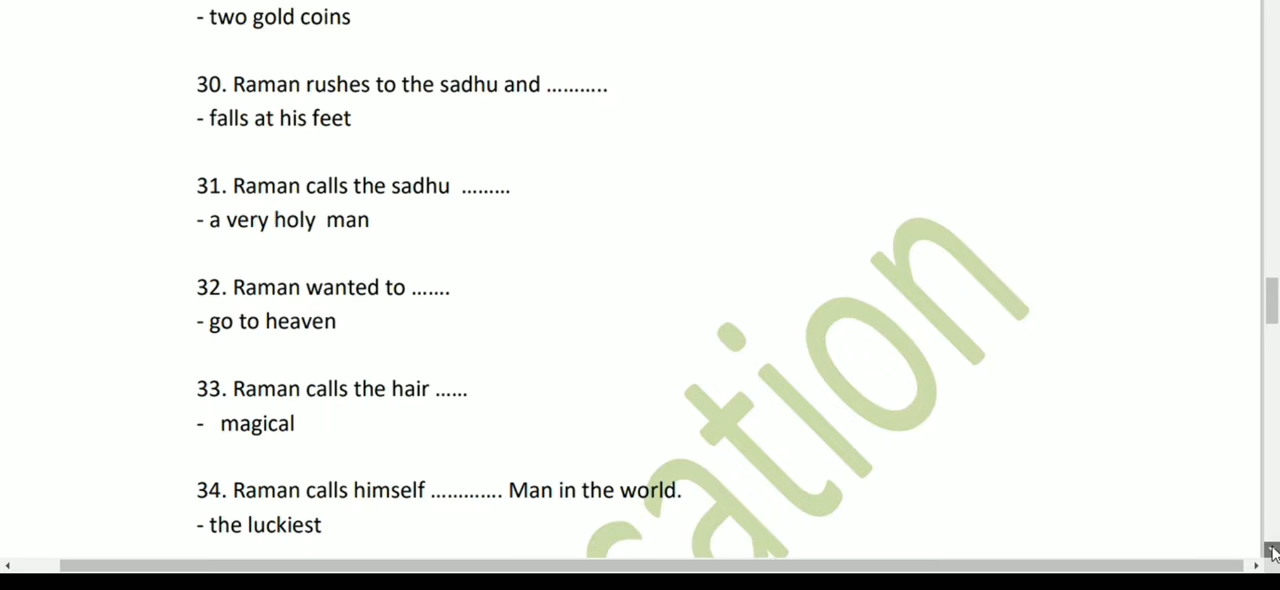 - two gold coins
30. Raman rushes to the sadhu and ...........
- falls at his feet
31. Raman calls the sadhu .........
- a very holy man
32. Raman wanted to .......
- go to heaven
33. Raman calls the hair ......
- magical
34. Raman calls himself ............. Man in the world.
- the luckiest
cation